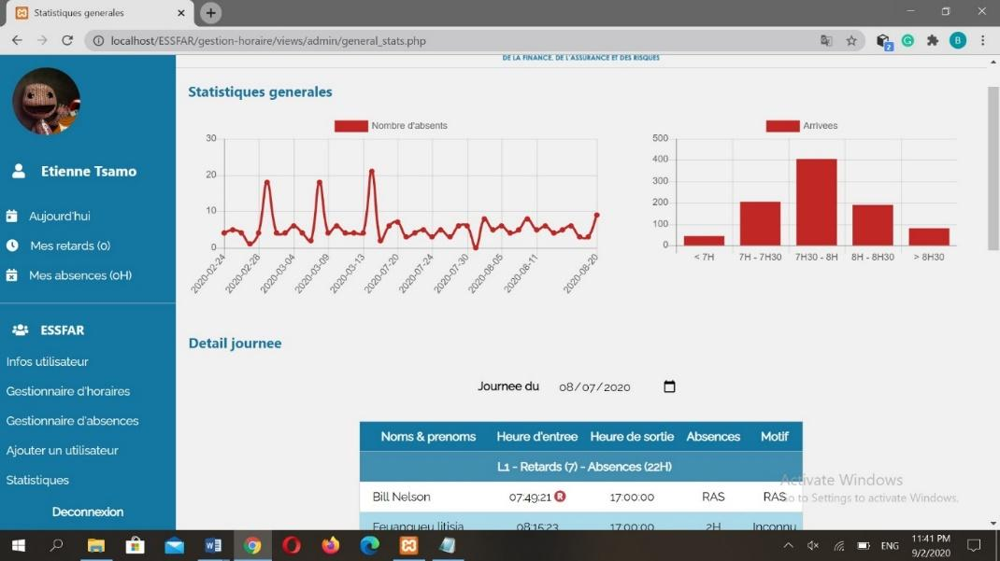 Statistiques generales
localhost/ESSFAR/gestion-horaire/views/admin/general_stats.php
2
B
DE LA FINANCE, DE L'ASSURANCE ET DES RISQUES
Etienne Tsamo
Aujourd'hui
Mes retards (0)
Mes absences (0H)
ESSFAR
Infos utilisateur
Gestionnaire d'horaires
Gestionnaire d'absences
Ajouter un utilisateur
Statistiques
Deconnexion
Statistiques generales
Nombre d'absents
30
20
10
0
2020-02-24
2020-02-28
2020-03-04
2020-03-09
2020-03-13
2020-07-20
2020-07-24
2020-07-30
2020-08-05
2020-08-11
2020-08-20
Arrivees
500
400
300
200
100
0
< 7H
7H - 7H30
7H30 - 8H
8H - 8H30
> 8H30
Detail journee
Journee du 08/07/2020
Noms & prenoms Heure d'entree Heure de sortie Absences Motif
L1 - Retards (7) - Absences (22H)
Bill Nelson 07:49:21 R 17:00:00 RAS RAS
Feuangueu litisia 08:15:23 17:00:00 2H Inconnu
Activate Windows
Go to Settings to activate Windows.
ENG
11:41 PM
9/2/2020